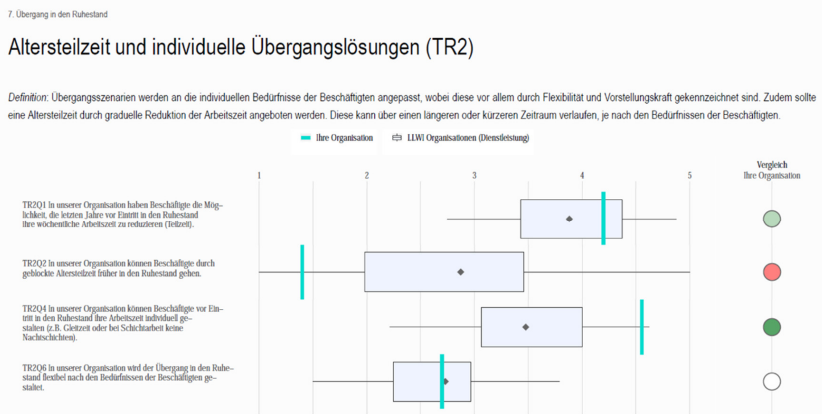 7. Übergang in den Ruhestand
Altersteilzeit und individuelle Übergangslösungen (TR2)
Definition: Übergangsszenarien werden an die individuellen Bedürfnisse der Beschäftigten angepasst, wobei diese vor allem durch Flexibilität und Vorstellungskraft gekennzeichnet sind. Zudem sollte
eine Altersteilzeit durch graduelle Reduktion der Arbeitszeit angeboten werden. Diese kann über einen längeren oder kürzeren Zeitraum verlaufen, je nach den Bedürfnissen der Beschäftigten.
Ihre Organisation LLWI Organisationen (Dienstleistung)
Vergleich
Ihre Organisation
1 2 3 4 5
TR2Q1 In unserer Organisation haben Beschäftigte die Mög-
lichkeit, die letzten Jahre vor Eintritt in den Ruhestand
ihre wöchentliche Arbeitszeit zu reduzieren (Teilzeit).
TR2Q2 In unserer Organisation können Beschäftigte durch
geblockte Altersteilzeit früher in den Ruhestand gehen.
TR2Q4 In unserer Organisation können Beschäftigte vor Ein-
tritt in den Ruhestand ihre Arbeitszeit individuell ge-
stalten (z.B. Gleitzeit oder bei Schichtarbeit keine
Nachtschichten).
TR2Q6 In unserer Organisation wird der Übergang in den Ruhe-
stand flexibel nach den Bedürfnissen der Beschäftigten ge-
staltet.